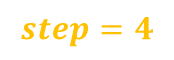 step = 4